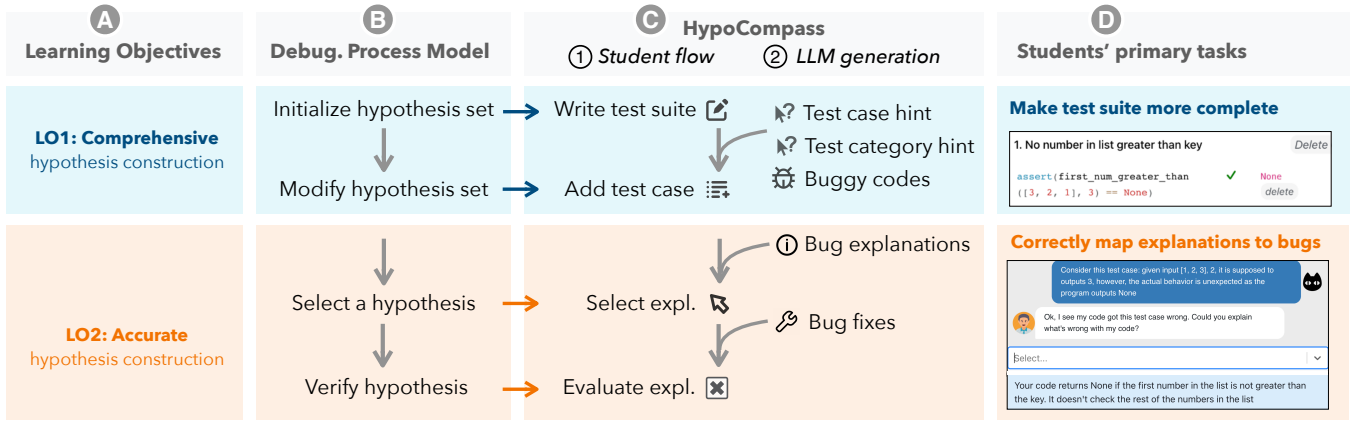 A
Learning Objectives
B
Debug. Process Model
C
HypoCompass
1 Student flow
2 LLM generation
D
Students' primary tasks
LO1: Comprehensive
hypothesis construction
Initialize hypothesis set
Modify hypothesis set
Write test suite
Add test case
Test case hint
Test category hint
Buggy codes
Make test suite more complete
1. No number in list greater than key
Delete
assert(first_num_greater_than
([3, 2, 1], 3) == None)
None
delete
LO2: Accurate
hypothesis construction
Select a hypothesis
Verify hypothesis
Bug explanations
Select expl.
Bug fixes
Evaluate expl.
Correctly map explanations to bugs
Consider this test case: given input [1, 2, 3], 2, it is supposed to
outputs 3, however, the actual behavior is unexpected as the
program outputs None
Ok, I see my code got this test case wrong. Could you explain
what's wrong with my code?
Select...
Your code returns None if the first number in the list is not greater than
the key. It doesn't check the rest of the numbers in the list